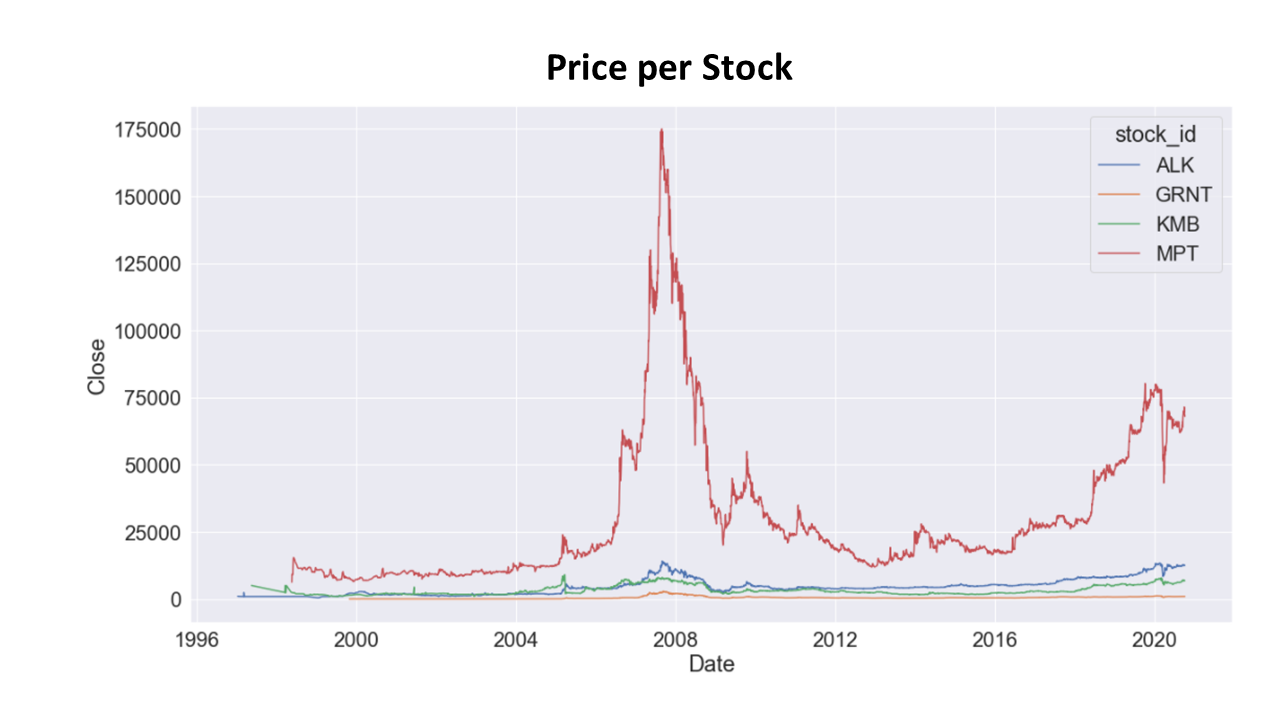 Price per Stock
175000
150000
125000
100000
75000
50000
25000
0
Close
1996 2000 2004 2008 2012 2016 2020
Date
stock_id
ALK
GRNT
KMB
MPT